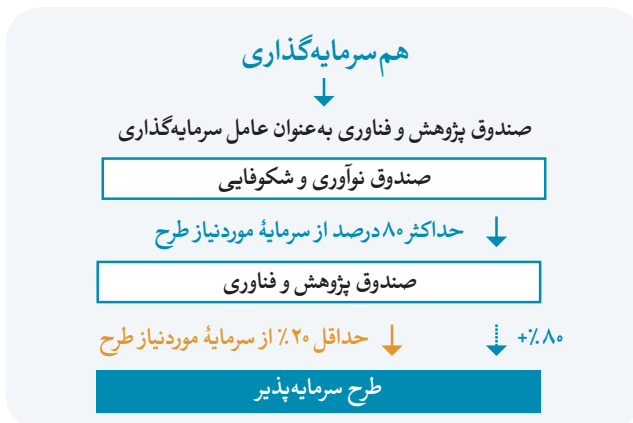 هم‌سرمایه‌گذاری
صندوق پژوهش و فناوری به‌عنوان عامل سرمایه‌گذاری
صندوق نوآوری و شکوفایی
حداکثر ۸۰ درصد از سرمایهٔ موردنیاز طرح
صندوق پژوهش و فناوری
۸۰٪+ حداقل ۲۰٪ از سرمایهٔ موردنیاز طرح
طرح سرمایه‌پذیر